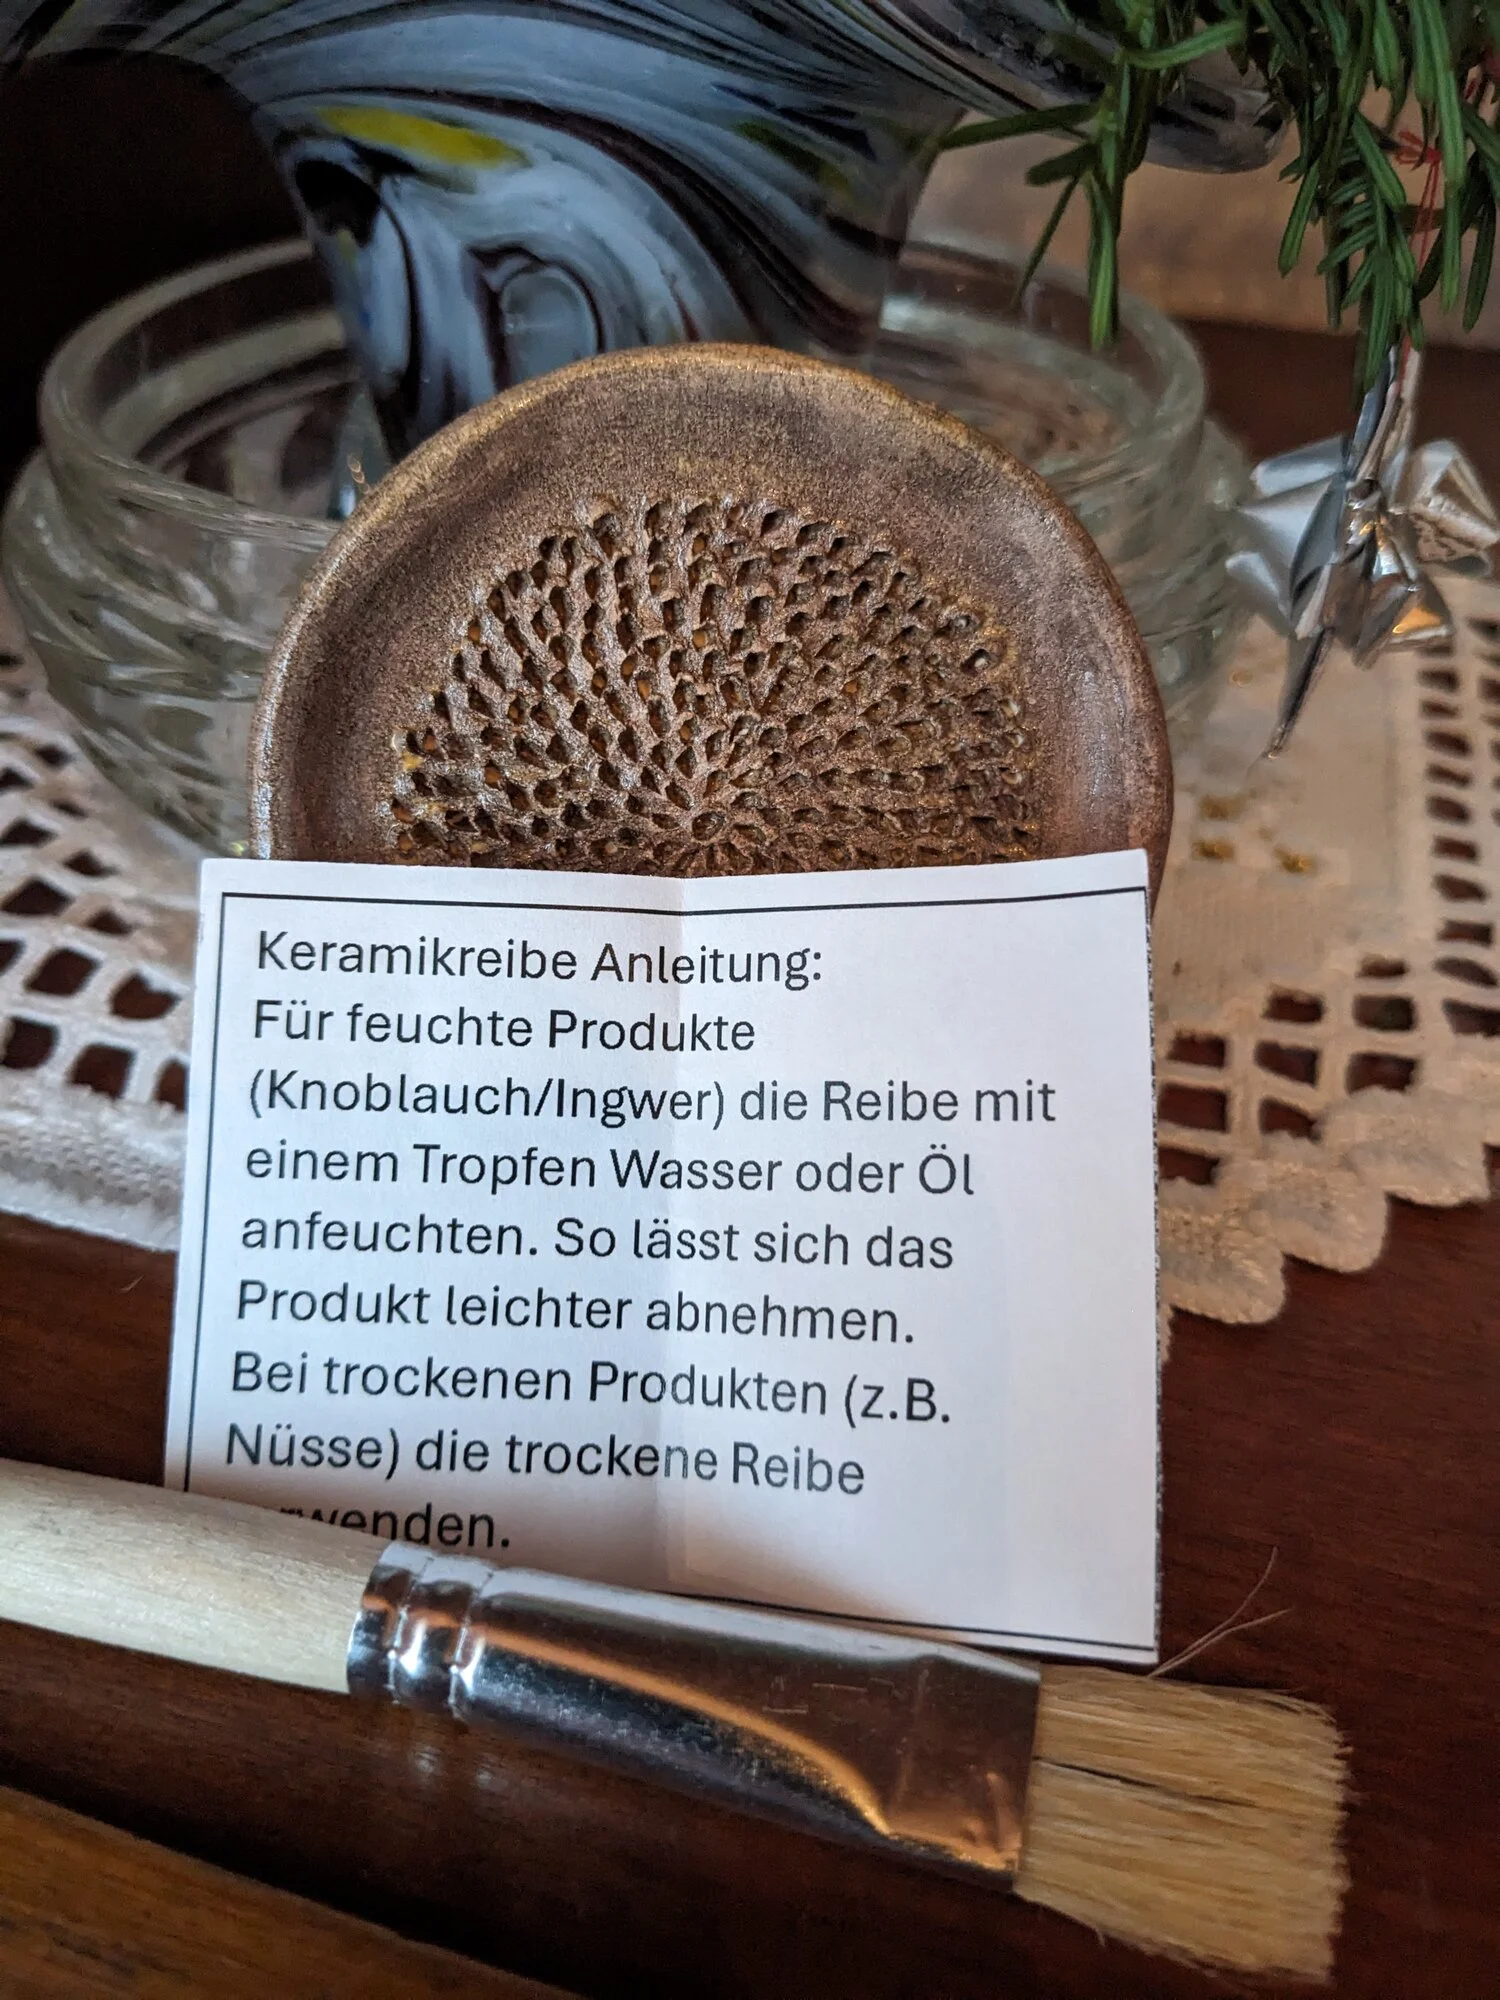 Keramikreibe Anleitung:
Für feuchte Produkte
(Knoblauch/Ingwer) die Reibe mit
einem Tropfen Wasser oder Öl
anfeuchten. So lässt sich das
Produkt leichter abnehmen.
Bei trockenen Produkten (z.B.
Nüsse) die trockene Reibe